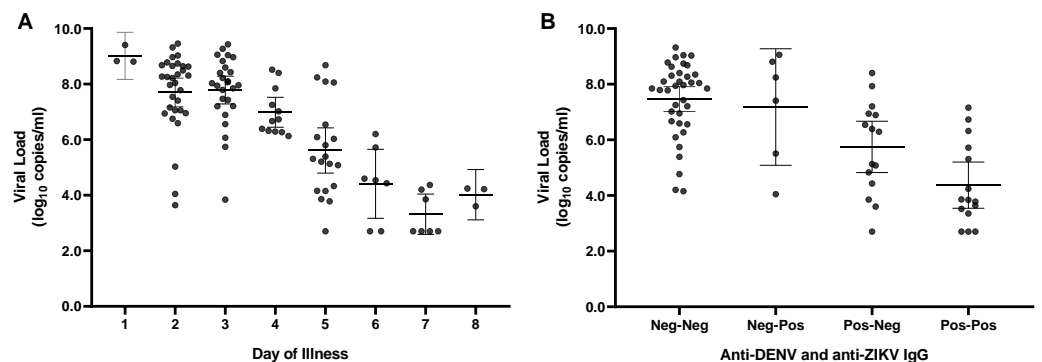 A
10.0
8.0
6.0
4.0
2.0
0.0
Viral Load
(log10 copies/ml)
1 2 3 4 5 6 7 8
Day of Illness
B
10.0
8.0
6.0
4.0
2.0
0.0
Viral Load
(log10 copies/ml)
Neg-Neg Neg-Pos Pos-Neg Pos-Pos
Anti-DENV and anti-ZIKV IgG